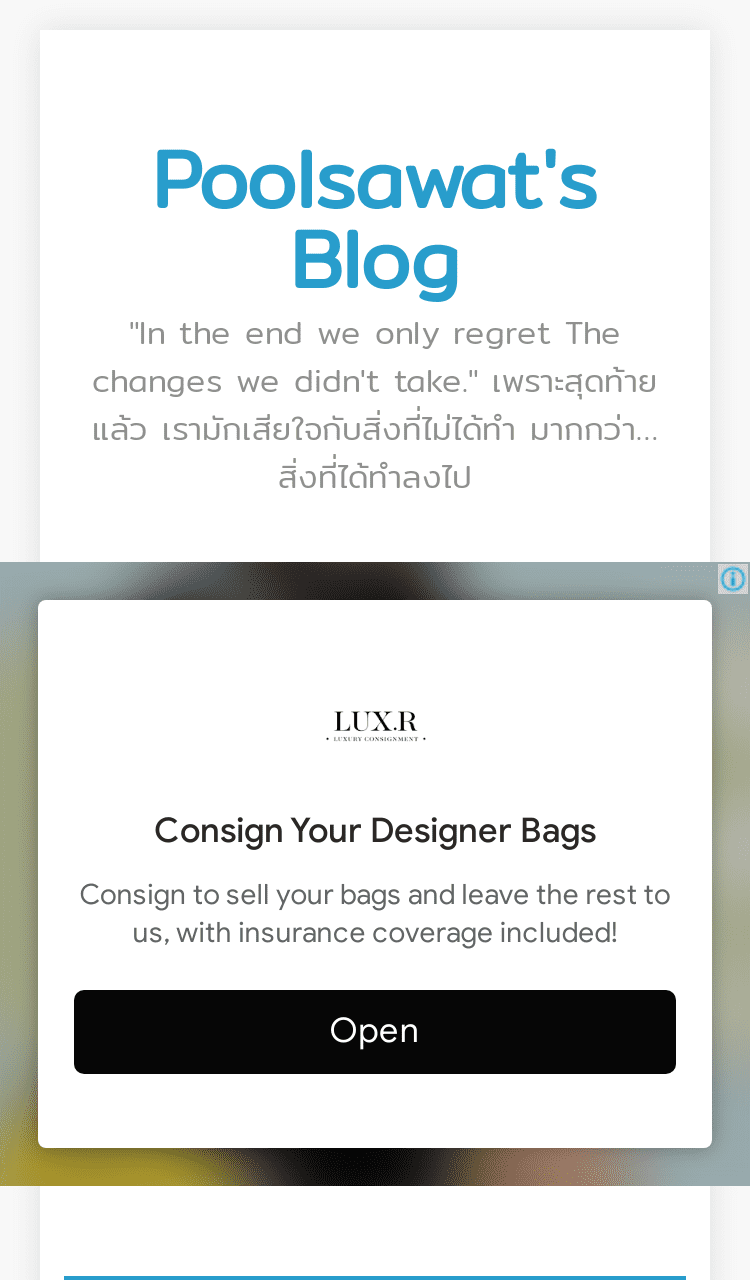 Poolsawat's
Blog
"In the end we only regret The
changes we didn't take." เพราะสุดท้าย
แล้ว เรามักเสียใจกับสิ่งที่ไม่ได้ทำ มากกว่า...
สิ่งที่ได้ทำลงไป
LUX.R
• LUXURY CONSIGNMENT •
Consign Your Designer Bags
Consign to sell your bags and leave the rest to
us, with insurance coverage included!
Open